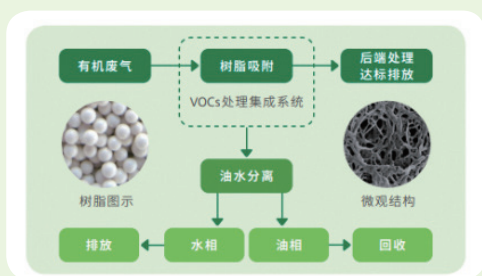 有机废气
树脂吸附
后端处理
达标排放
VOCs处理集成系统
树脂图示
油水分离
微观结构
排放
水相
油相
回收